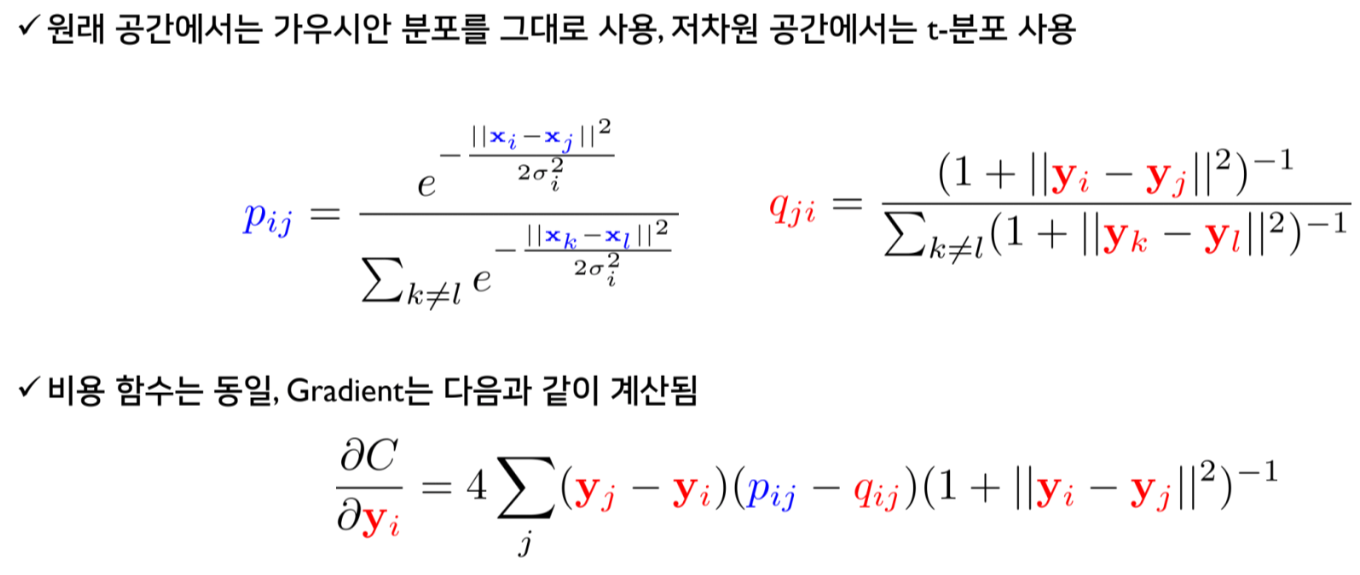 ✓ 원래 공간에서는 가우시안 분포를 그대로 사용, 저차원 공간에서는 t-분포 사용
p_{ij} = \frac{e^{-\frac{||\mathbf{x}_i - \mathbf{x}_j||^2}{2\sigma_i^2}}}{\sum_{k \neq l} e^{-\frac{||\mathbf{x}_k - \mathbf{x}_l||^2}{2\sigma_i^2}}} q_{ji} = \frac{(1 + ||\mathbf{y}_i - \mathbf{y}_j||^2)^{-1}}{\sum_{k \neq l} (1 + ||\mathbf{y}_k - \mathbf{y}_l||^2)^{-1}}
✓ 비용 함수는 동일, Gradient는 다음과 같이 계산됨
\frac{\partial C}{\partial \mathbf{y}_i} = 4 \sum_j (\mathbf{y}_j - \mathbf{y}_i)(p_{ij} - q_{ij})(1 + ||\mathbf{y}_i - \mathbf{y}_j||^2)^{-1}